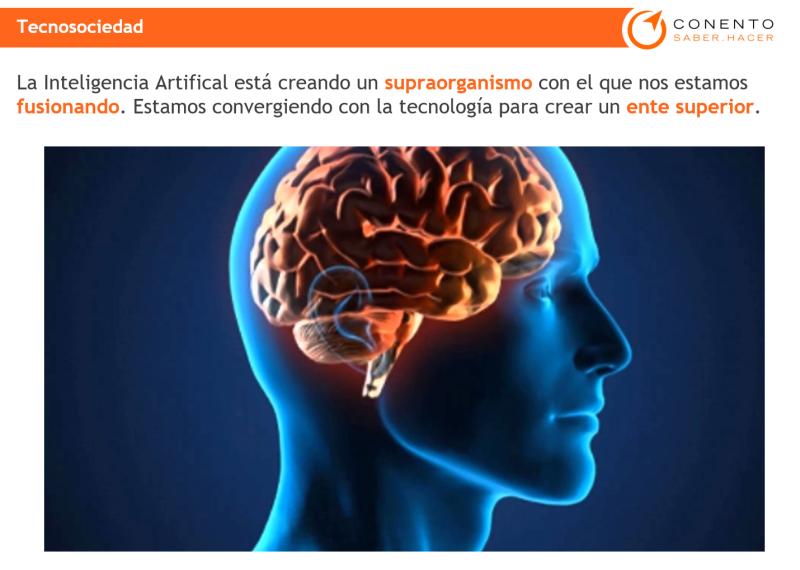 Tecnosociedad
CONENTO
SABER.HACER
La Inteligencia Artifical está creando un supraorganismo con el que nos estamos
fusionando. Estamos convergiendo con la tecnología para crear un ente superior.